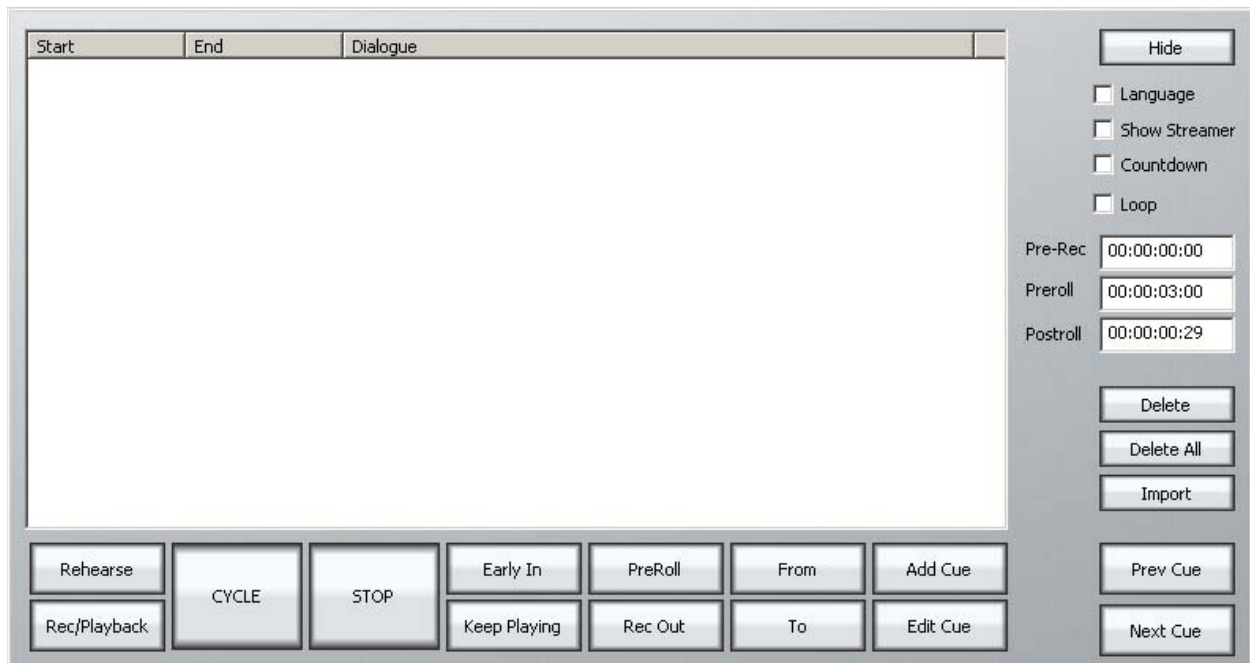 Start End Dialogue
Hide
Language
Show Streamer
Countdown
Loop
Pre-Rec 00:00:00:00
Preroll 00:00:03:00
Postroll 00:00:00:29
Delete
Delete All
Import
Rehearse CYCLE STOP Early In PreRoll From Add Cue Prev Cue
Rec/Playback Keep Playing Rec Out To Edit Cue Next Cue